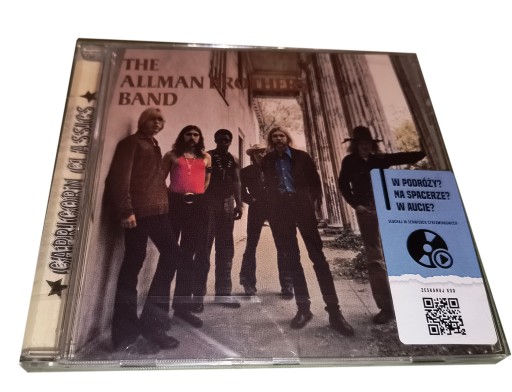 THE
ALLMAN BROTHERS
BAND
CAPRICORN CLASSICS
W PODRÓŻY?
NA SPACERZE?
W AUCIE?